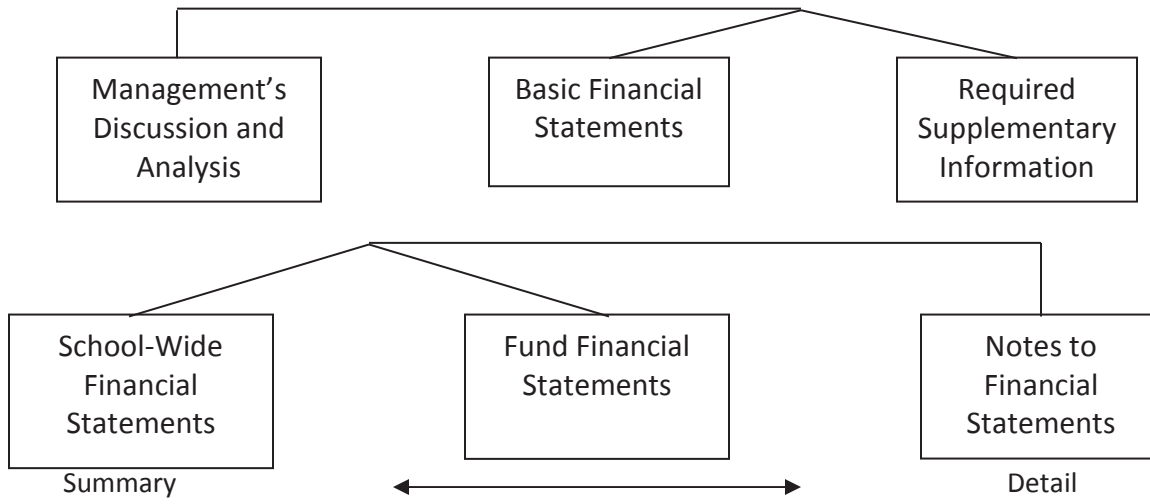 Management’s
Discussion and
Analysis
Basic Financial
Statements
Required
Supplementary
Information
School-Wide
Financial
Statements
Fund Financial
Statements
Notes to
Financial
Statements
Summary
Detail